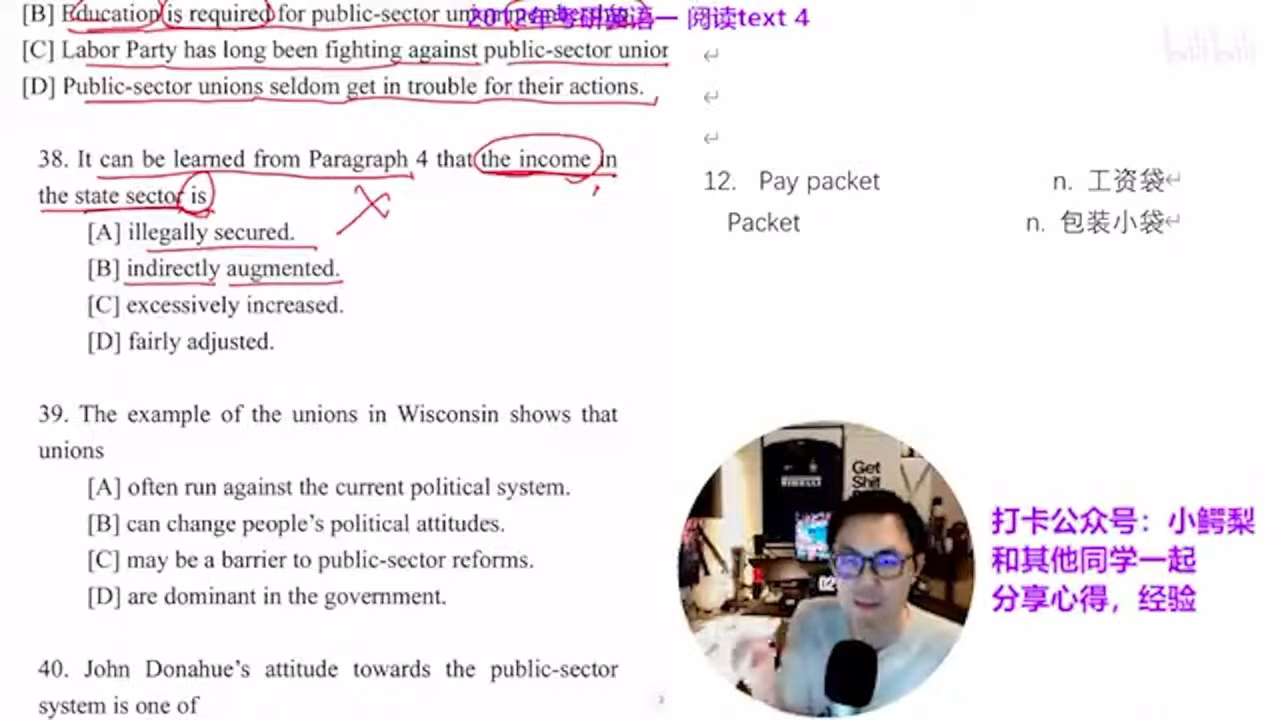 [B] Education is required for public-sector union membership.
2012年考研英语一 阅读text 4
[C] Labor Party has long been fighting against public-sector union
[D] Public-sector unions seldom get in trouble for their actions.
38. It can be learned from Paragraph 4 that the income in
the state sector is
[A] illegally secured.
[B] indirectly augmented.
[C] excessively increased.
[D] fairly adjusted.
39. The example of the unions in Wisconsin shows that
unions
[A] often run against the current political system.
[B] can change people's political attitudes.
[C] may be a barrier to public-sector reforms.
[D] are dominant in the government.
40. John Donahue's attitude towards the public-sector
system is one of
12. Pay packet n. 工资袋
Packet n. 包装小袋
bilibili
Get
Shit
PIRELLI
打卡公众号：小鳄梨
和其他同学一起
分享心得，经验